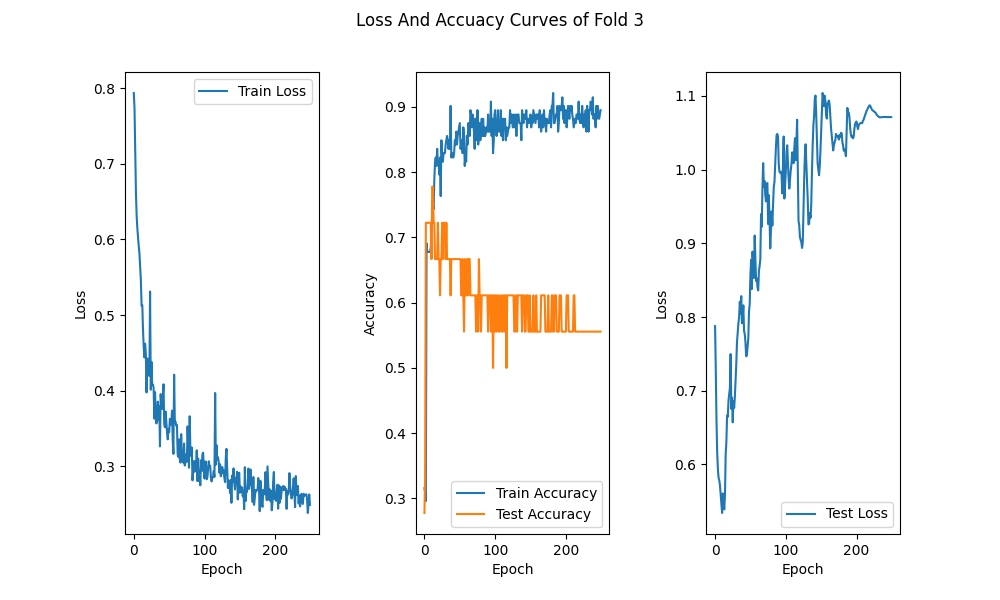 Loss And Accuacy Curves of Fold 3
Train Loss
0.8
0.7
0.6
0.5
0.4
0.3
Loss
0
100
200
Epoch
0.9
0.8
0.7
0.6
0.5
0.4
0.3
Accuracy
Train Accuracy
Test Accuracy
0
100
200
Epoch
1.1
1.0
0.9
0.8
0.7
0.6
Loss
Test Loss
0
100
200
Epoch